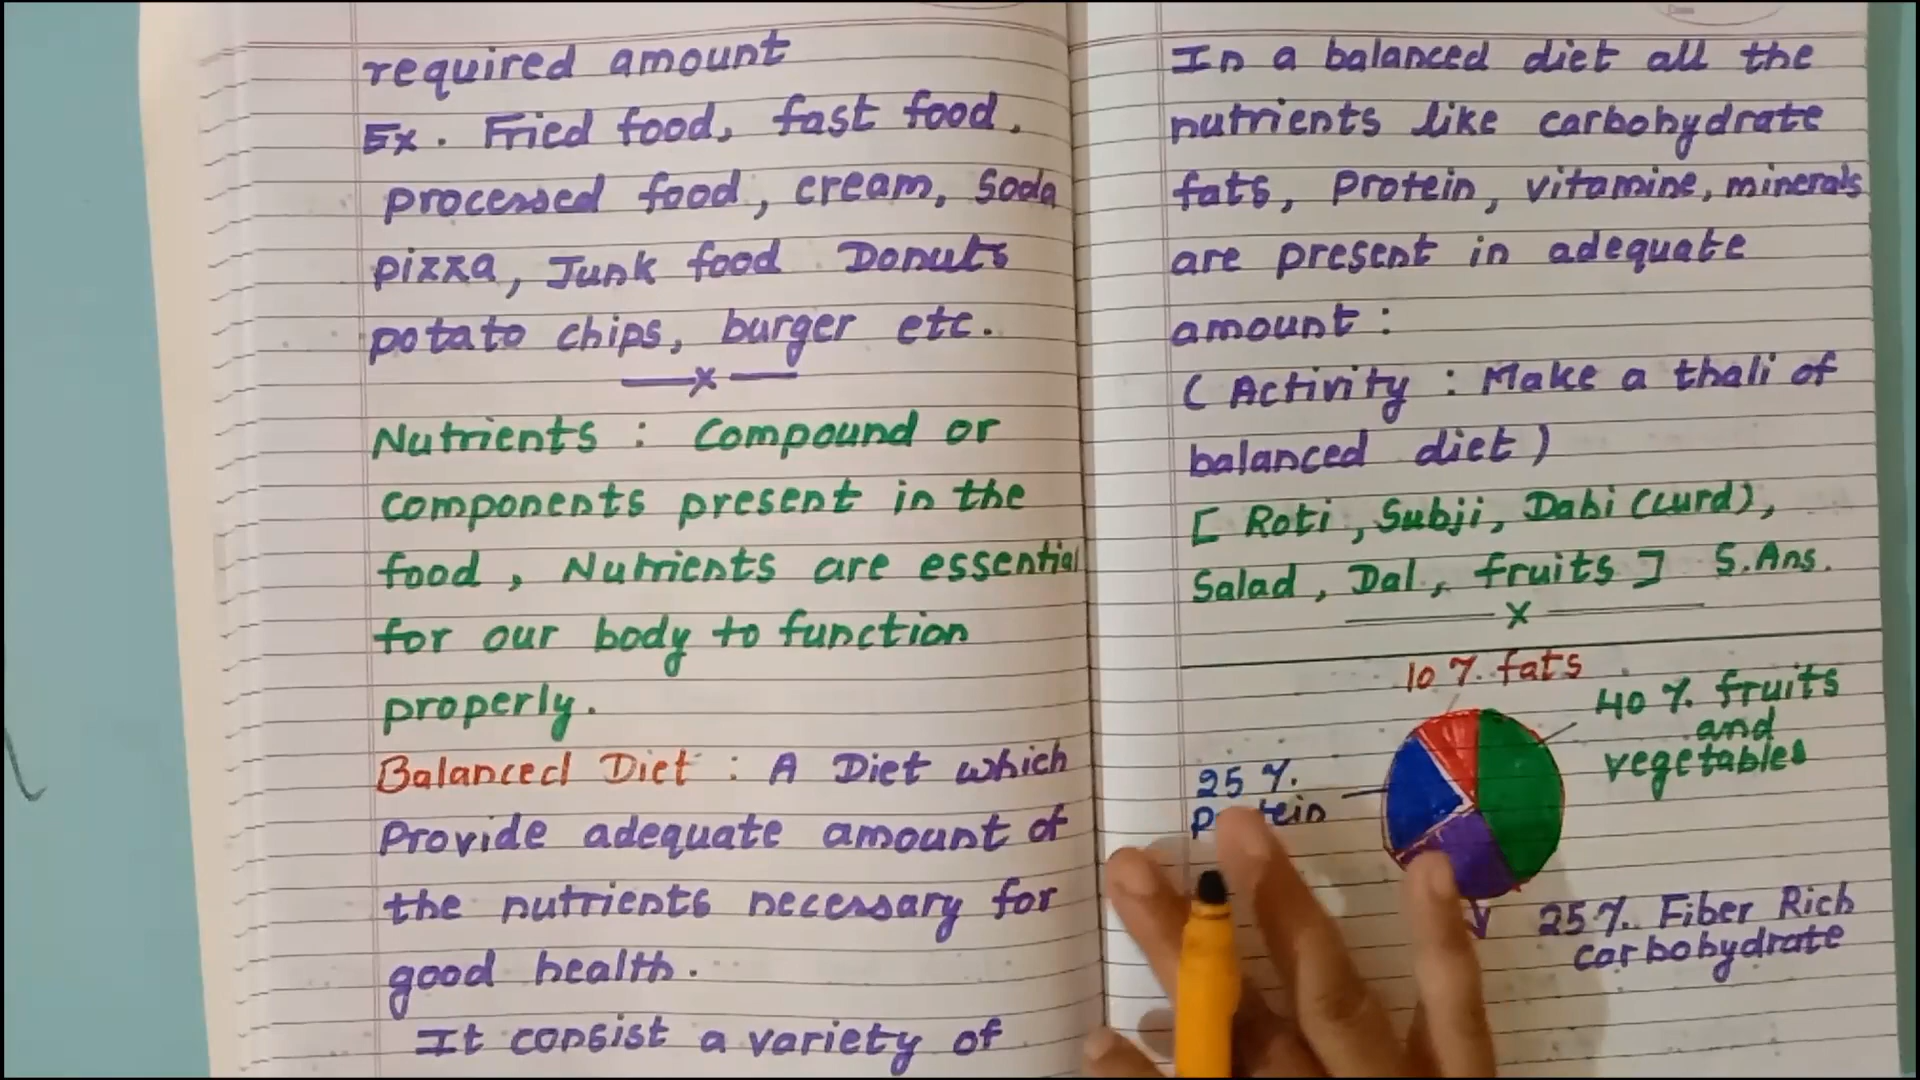 required amount
Ex. Fried food, fast food,
processed food, cream, Soda
pizza, Junk food Donuts
potato chips, burger etc.
x
Nutrients : Compound or
components present in the
food, Nutrients are essential
for our body to function
properly.
Balanced Diet : A Diet which
Provide adequate amount of
the nutrients necessary for
good health.
It consist a variety of
In a balanced diet all the
nutrients like carbohydrate
fats, Protein, vitamine, minerals
are present in adequate
amount :
( Activity : Make a thali of
balanced diet )
[ Roti, Subji, Dahi (curd),
Salad, Dal, fruits ] S.Ans.
x
10 % fats
40 % fruits
and
vegetables
25 %
Protein
25 % Fiber Rich
carbohydrate